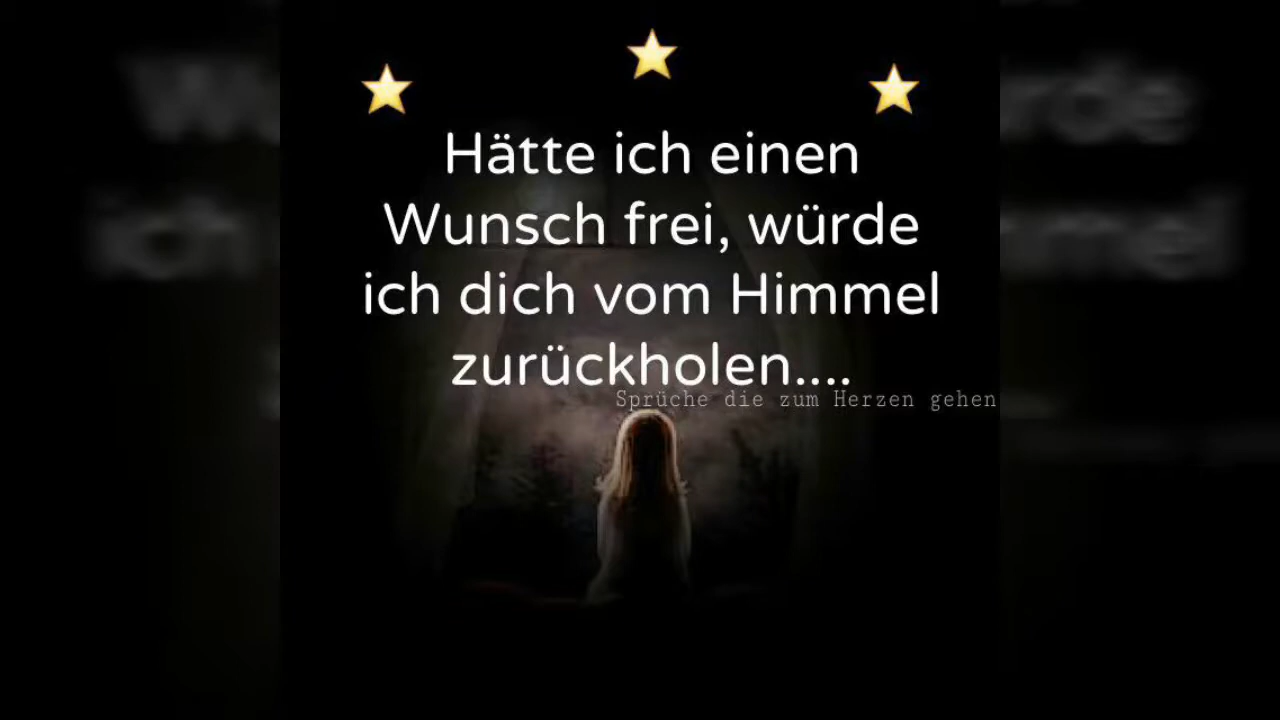 Hätte ich einen
Wunsch frei, würde
ich dich vom Himmel
zurückholen....
Sprüche die zum Herzen gehen